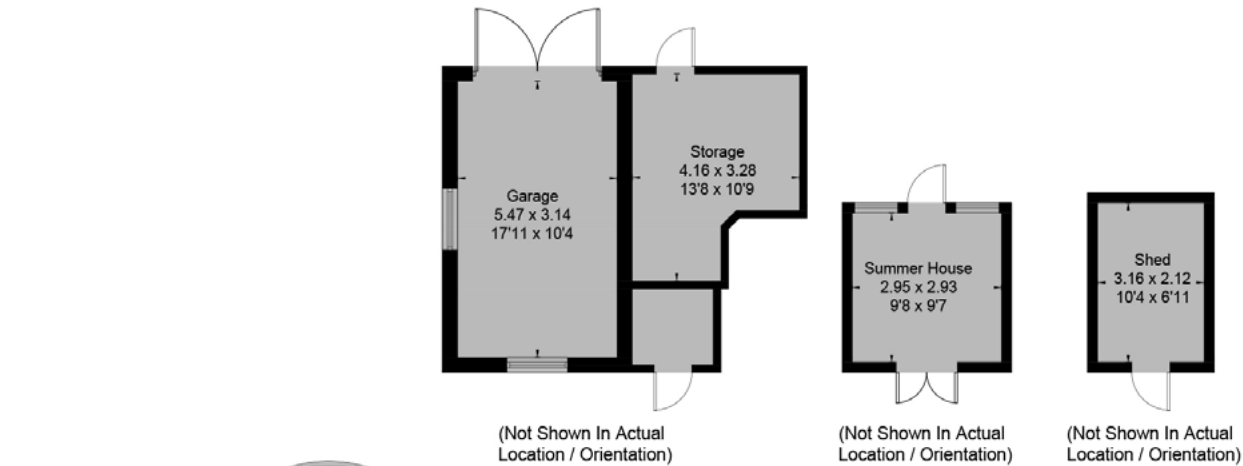 Garage
5.47 x 3.14
17'11 x 10'4
Storage
4.16 x 3.28
13'8 x 10'9
Summer House
2.95 x 2.93
9'8 x 9'7
Shed
3.16 x 2.12
10'4 x 6'11
(Not Shown In Actual
Location / Orientation)
(Not Shown In Actual
Location / Orientation)
(Not Shown In Actual
Location / Orientation)